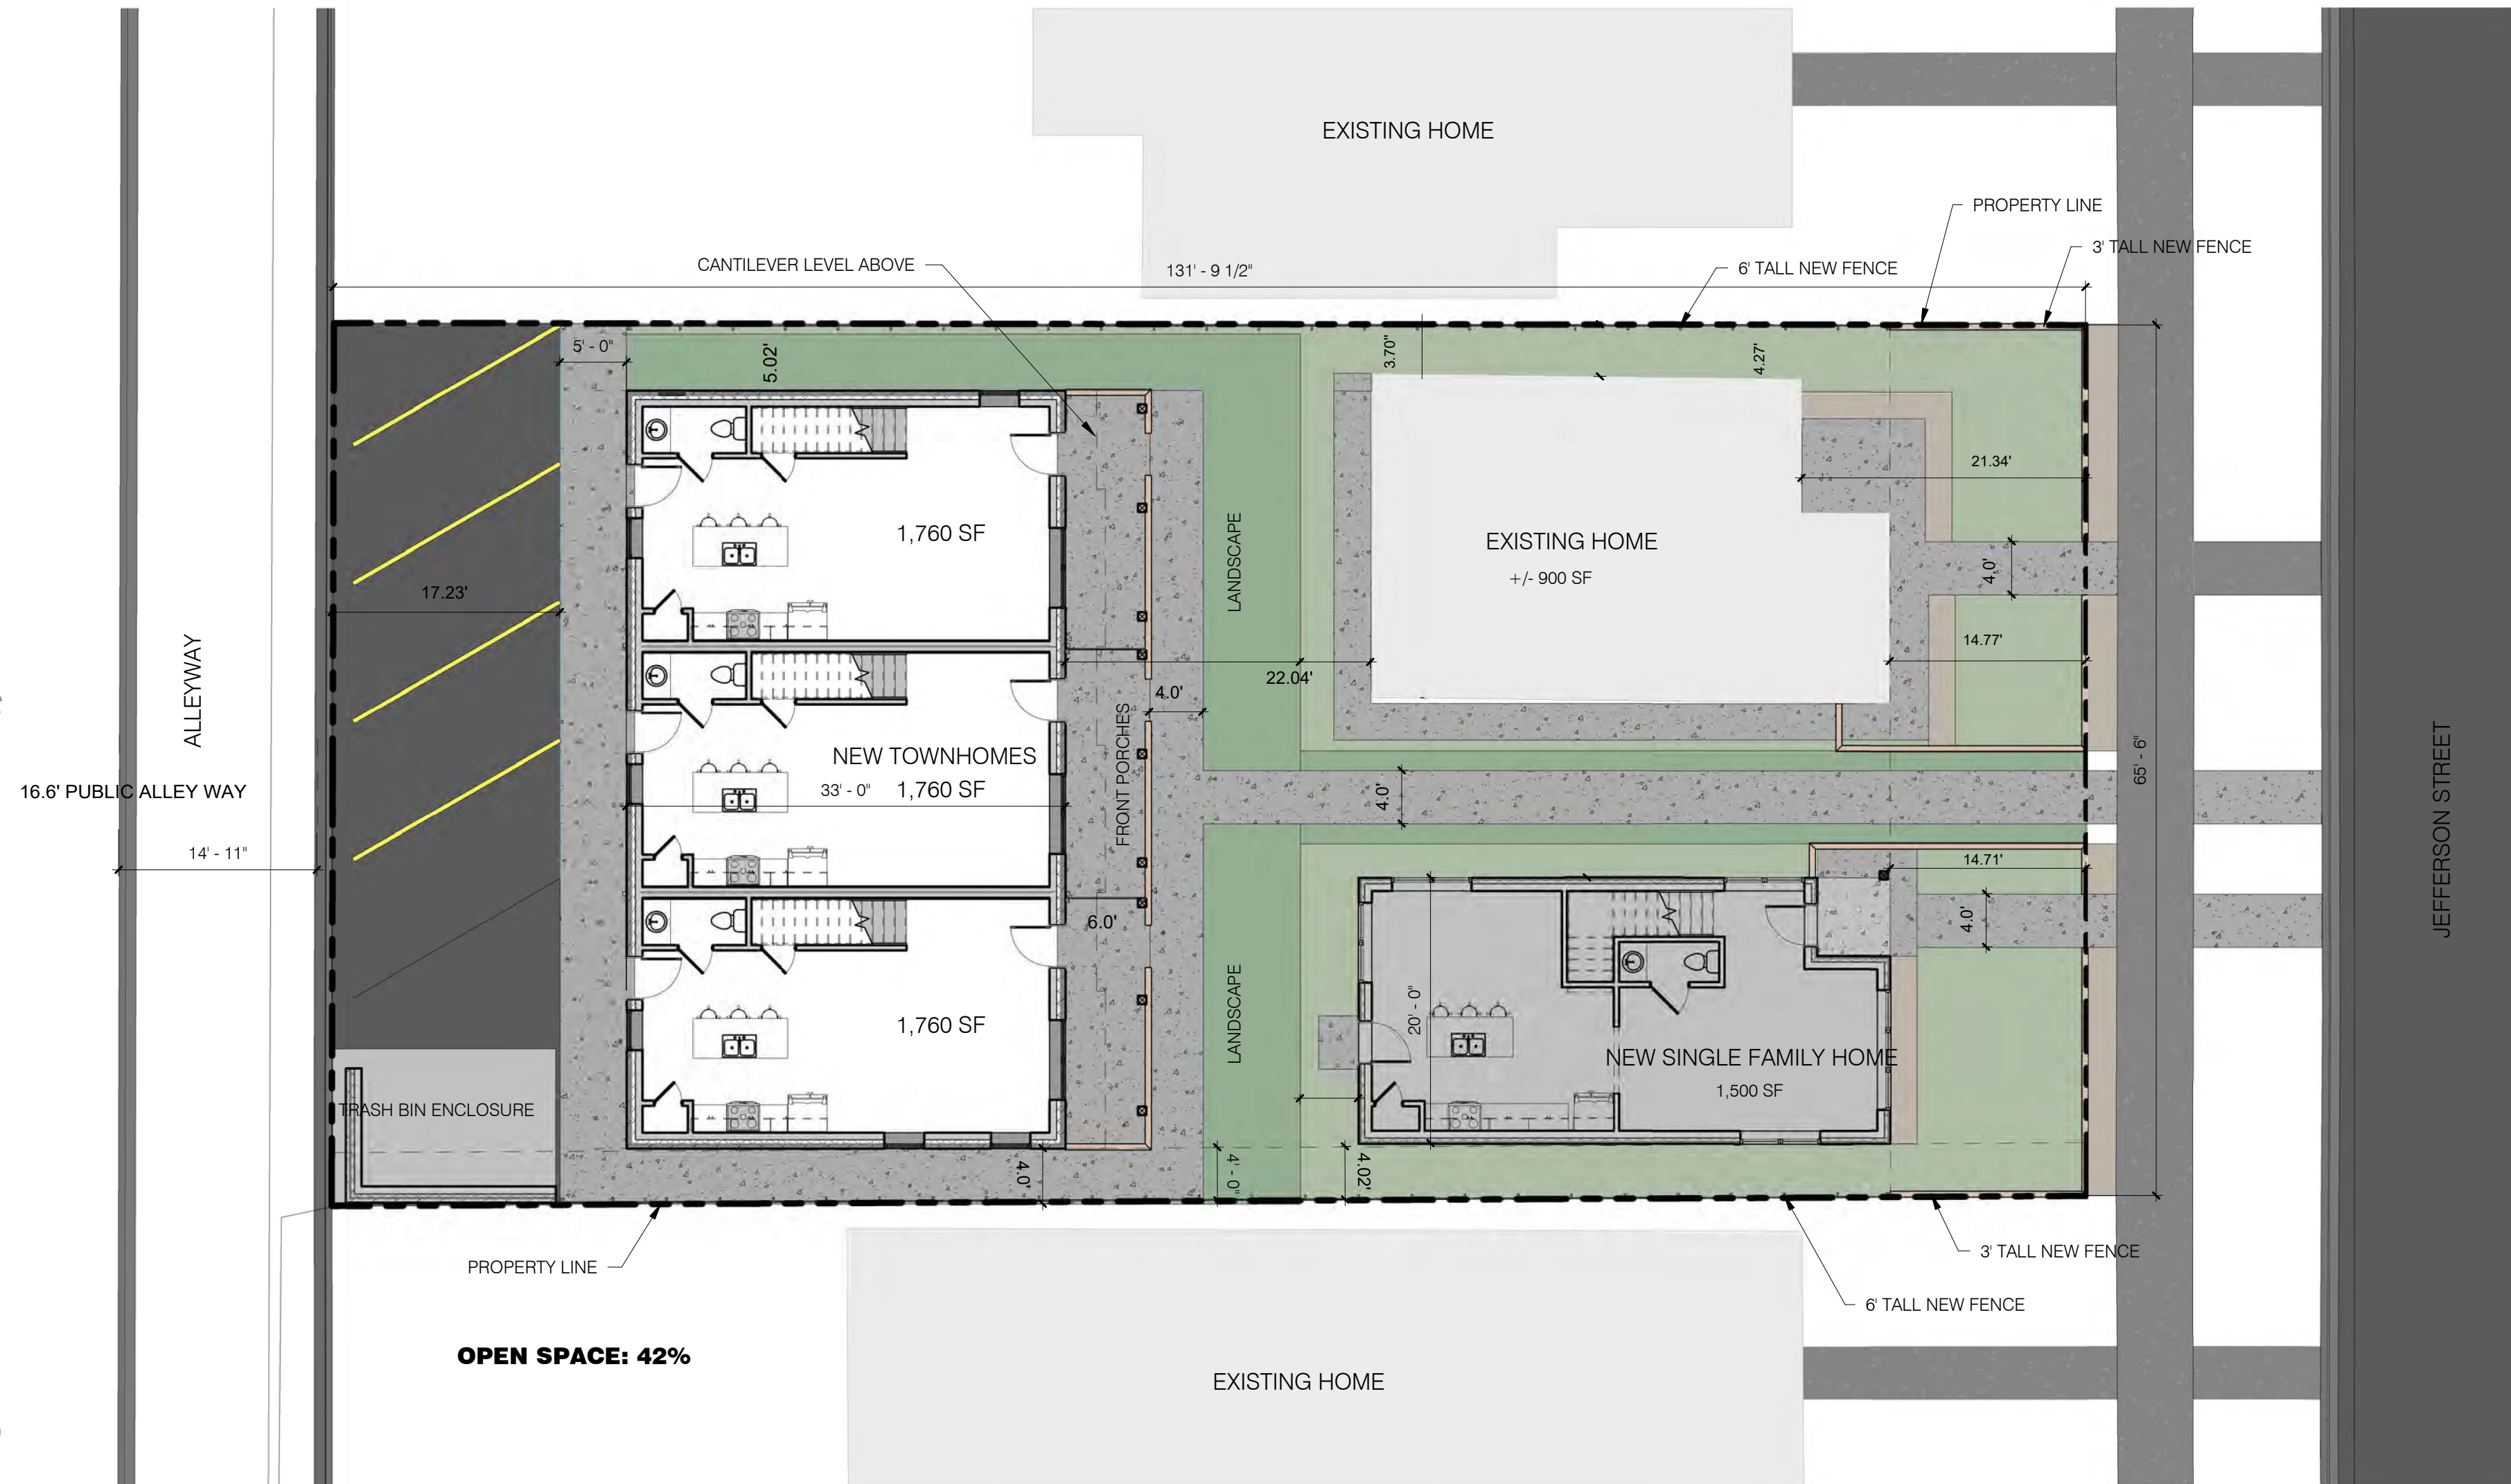 EXISTING HOME
PROPERTY LINE
3' TALL NEW FENCE
CANTILEVER LEVEL ABOVE
131' - 9 1/2"
6' TALL NEW FENCE
5' - 0"
5.02'
3.70"
4.27'
21.34'
1,760 SF
LANDSCAPE
EXISTING HOME
+/- 900 SF
4.0'
17.23'
14.77'
ALLEYWAY
22.04'
4.0'
FRONT PORCHES
NEW TOWNHOMES
33' - 0"
1,760 SF
65' - 6"
JEFFERSON STREET
16.6' PUBLIC ALLEY WAY
4.0'
14' - 11"
14.71'
4.0'
6.0'
1,760 SF
LANDSCAPE
20' - 0"
NEW SINGLE FAMILY HOME
1,500 SF
TRASH BIN ENCLOSURE
4.0'
4' - 0"
4.02'
PROPERTY LINE
3' TALL NEW FENCE
6' TALL NEW FENCE
OPEN SPACE: 42%
EXISTING HOME